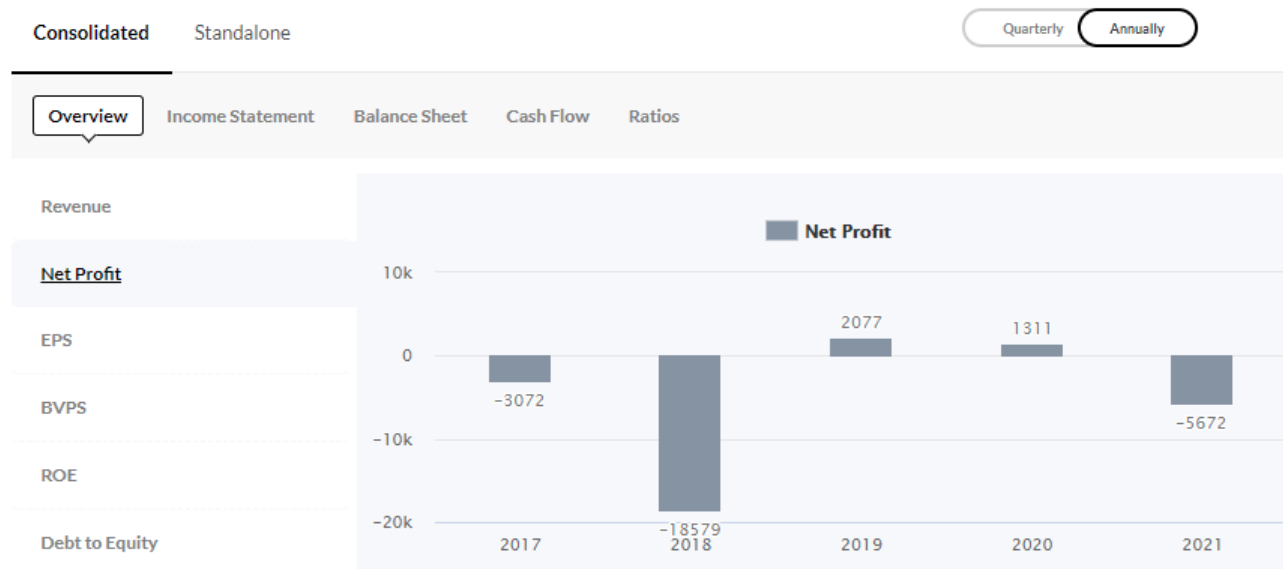 Consolidated Standalone Quarterly Annually
Overview Income Statement Balance Sheet Cash Flow Ratios
Revenue
Net Profit
EPS
BVPS
ROE
Debt to Equity
Net Profit
10k
0
-10k
-20k
-3072
-18579
2077
1311
-5672
2017 2018 2019 2020 2021